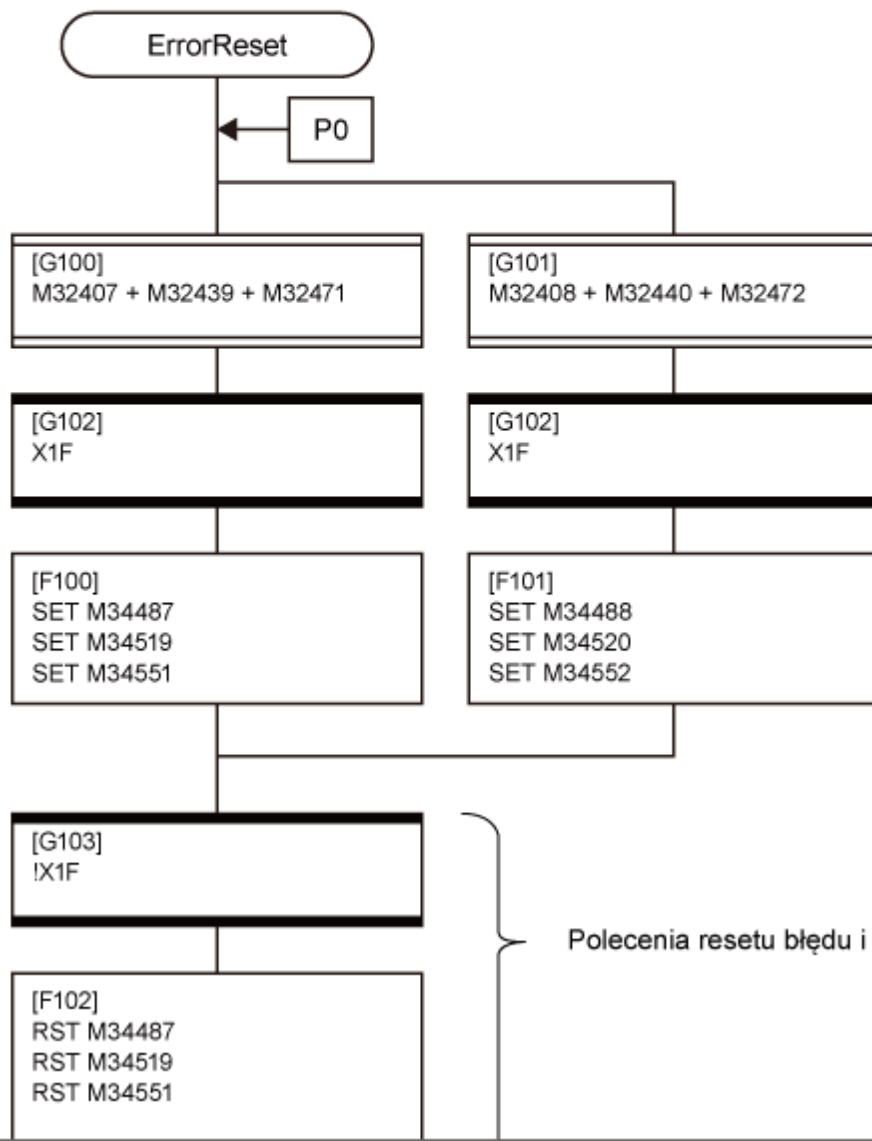 ErrorReset
P0
[G100]
M32407 + M32439 + M32471
[G101]
M32408 + M32440 + M32472
[G102]
X1F
[G102]
X1F
[F100]
SET M34487
SET M34519
SET M34551
[F101]
SET M34488
SET M34520
SET M34552
[G103]
!X1F
Polecenia resetu błędu i
[F102]
RST M34487
RST M34519
RST M34551